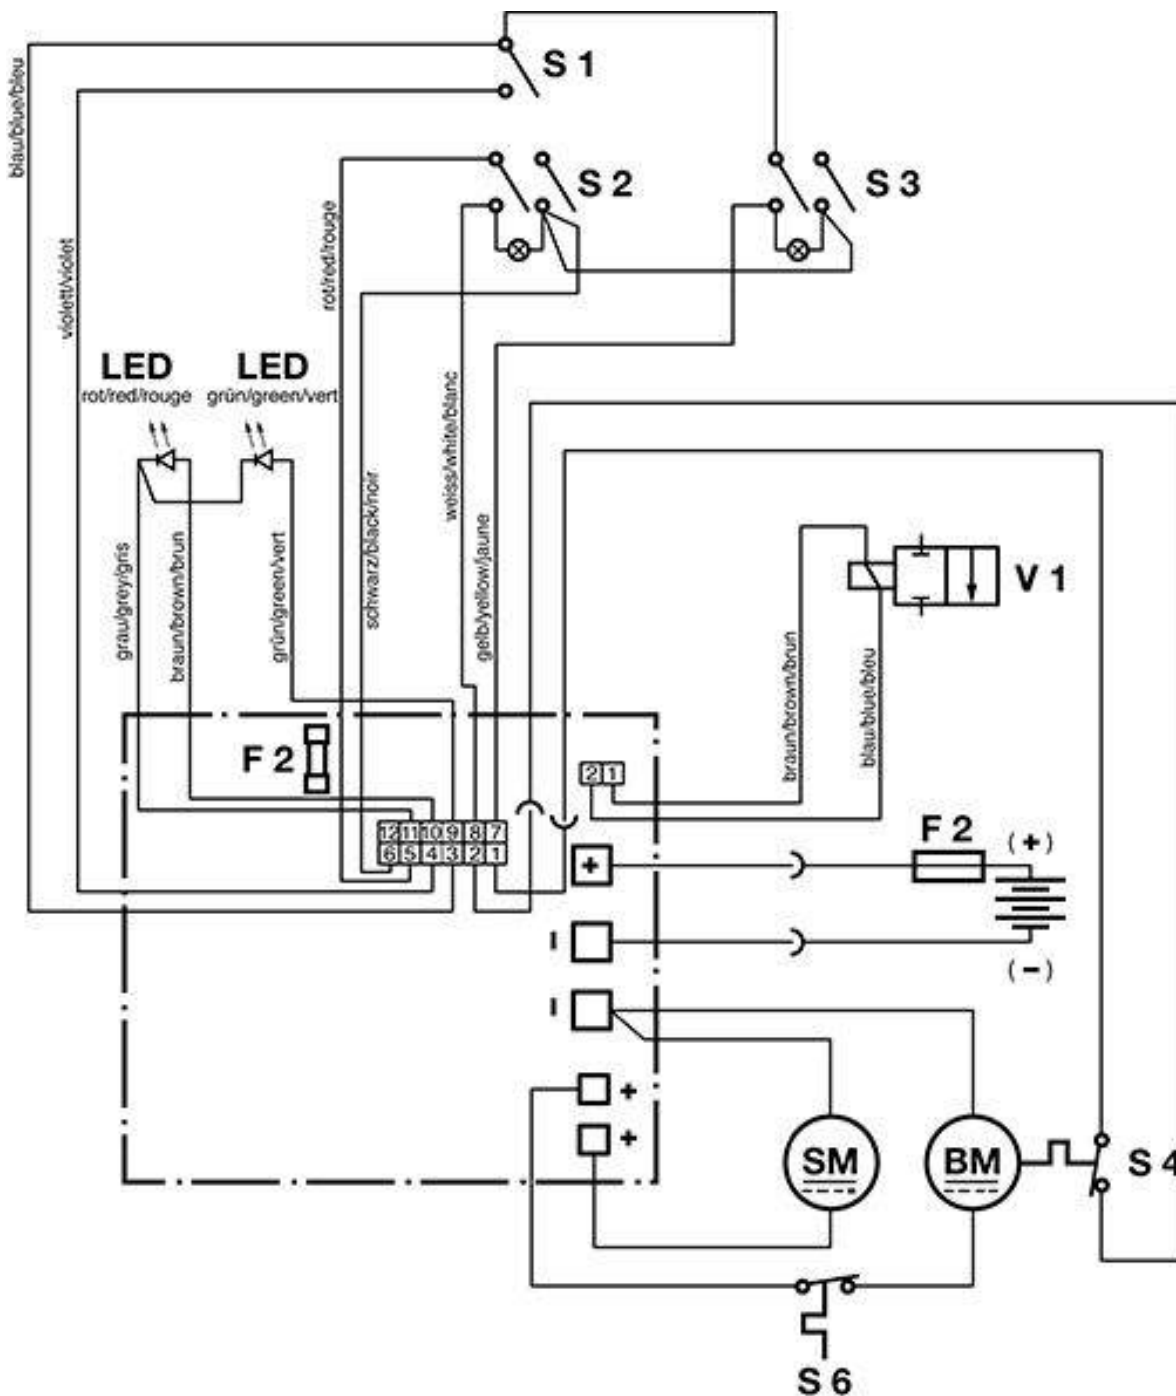 S 1
blau/blue/bleu
S 2
S 3
rot/red/rouge
violett/violet
LED
LED
rot/red/rouge
grün/green/vert
weiss/white/blanc
schwarz/black/noir
gelb/yellow/jaune
grau/grey/gris
braun/brown/brun
grün/green/vert
V 1
braun/brown/brun
blau/blue/bleu
F 2
2 1
12 11 10 9 8 7
6 5 4 3 2 1
F 2
(+)
+
-
(-)
-
+
+
SM
BM
S 4
S 6